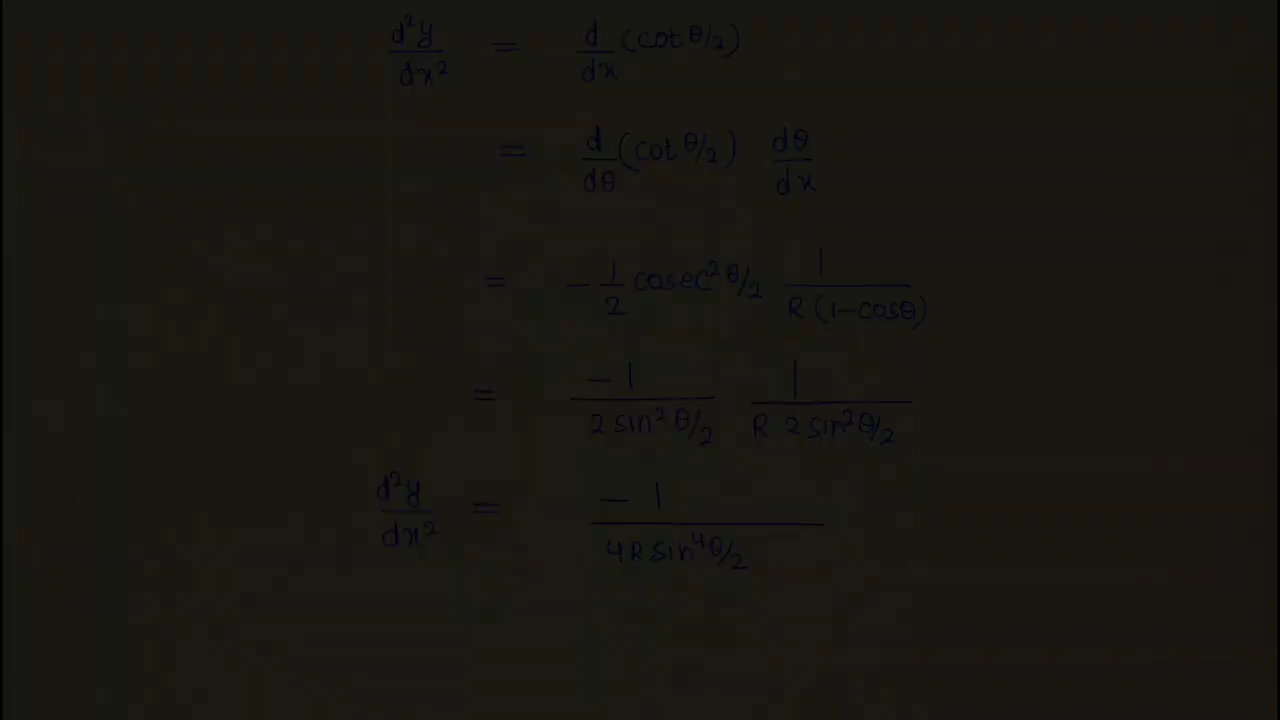 d²y/dx² = d/dx (cot θ/2)
= d/dθ (cot θ/2) dθ/dx
= -1/2 cosec² θ/2 1/R(1-cosθ)
= -1/2 sin² θ/2 1/R 2 sin² θ/2
d²y/dx² = -1/4R sin⁴ θ/2